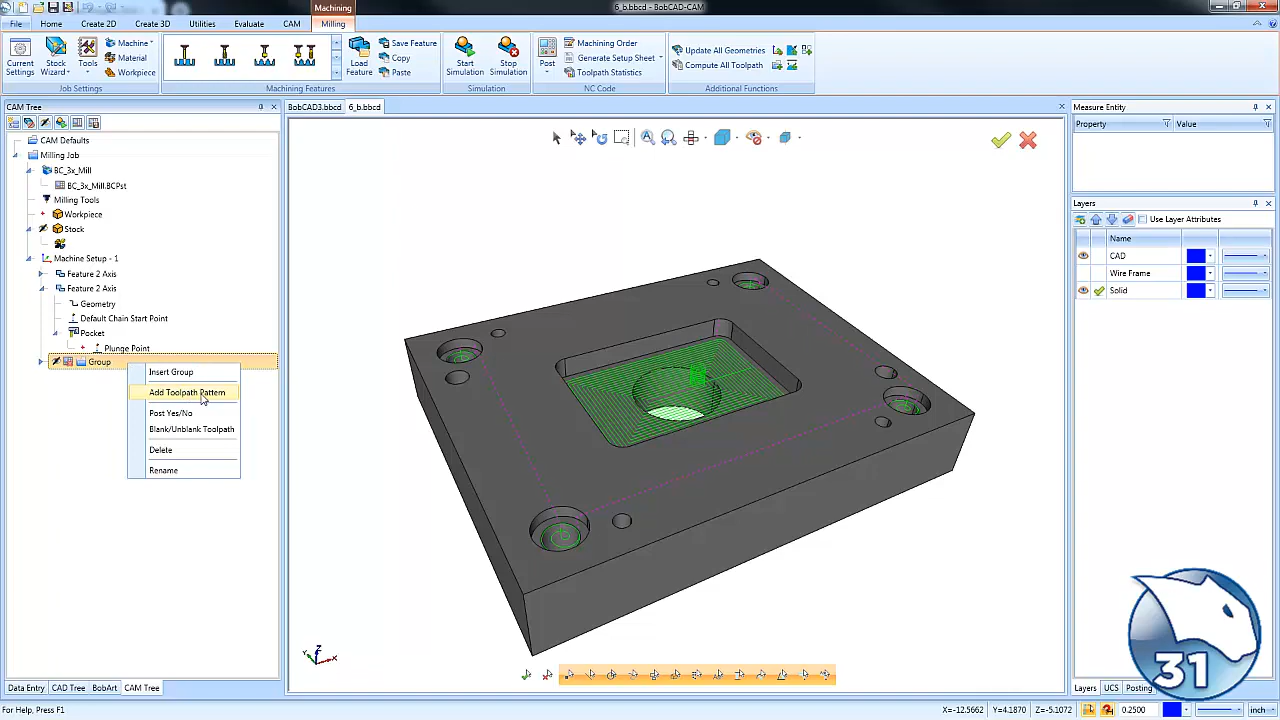 6_b.bbcd - BobCAD-CAM
Machining
File Home Create 2D Create 3D Utilities Evaluate CAM Milling
Current Settings
Stock Wizard
Tools
Machine
Material
Workpiece
Job Settings
Machining Features
Load Feature
Save Feature
Copy
Paste
Start Simulation
Stop Simulation
Simulation
Post
Machining Order
Generate Setup Sheet
Toolpath Statistics
NC Code
Update All Geometries
Compute All Toolpath
Additional Functions
CAM Tree
BobCAD3.bbcd 6_b.bbcd
CAM Defaults
Milling Job
BC_3x_Mill
BC_3x_Mill.BCPst
Milling Tools
Workpiece
Stock
Machine Setup - 1
Feature 2 Axis
Feature 2 Axis
Geometry
Default Chain Start Point
Pocket
Plunge Point
Group
Insert Group
Add Toolpath Pattern
Post Yes/No
Blank/Unblank Toolpath
Delete
Rename
Z
Y
X
Measure Entity
Property Value
Layers
Use Layer Attributes
Name
CAD
Wire Frame
Solid
31
Data Entry CAD Tree BobArt CAM Tree
Layers UCS Posting
For Help, Press F1
X=-12.5662 Y=4.1870 Z=-5.1072 0.2500 inch